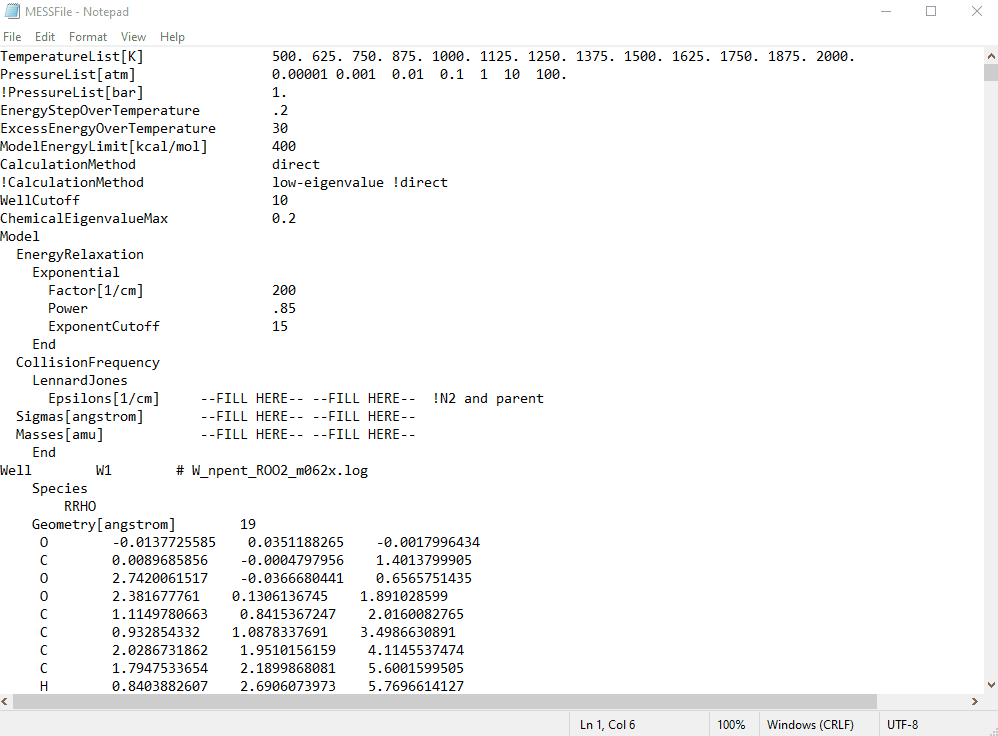 MESSFile - Notepad
File Edit Format View Help
TemperatureList[K] 500. 625. 750. 875. 1000. 1125. 1250. 1375. 1500. 1625. 1750. 1875. 2000.
PressureList[atm] 0.00001 0.001 0.01 0.1 1 10 100.
!PressureList[bar] 1.
EnergyStepOverTemperature .2
ExcessEnergyOverTemperature 30
ModelEnergyLimit[kcal/mol] 400
CalculationMethod direct
!CalculationMethod low-eigenvalue !direct
WellCutoff 10
ChemicalEigenvalueMax 0.2
Model
EnergyRelaxation
Exponential
Factor[1/cm] 200
Power .85
ExponentCutoff 15
End
CollisionFrequency
LennardJones
Epsilons[1/cm] --FILL HERE-- --FILL HERE-- !N2 and parent
Sigmas[angstrom] --FILL HERE-- --FILL HERE--
Masses[amu] --FILL HERE-- --FILL HERE--
End
Well W1 # W_npent_ROO2_m062x.log
Species
RRHO
Geometry[angstrom] 19
O -0.0137725585 0.0351188265 -0.0017996434
C 0.0089685856 -0.0004797956 1.4013799905
O 2.7420061517 -0.0366680441 0.6565751435
O 2.381677761 0.1306136745 1.891028599
C 1.1149780663 0.8415367247 2.0160082765
C 0.932854332 1.0878337691 3.4986630891
C 2.0286731862 1.9510156159 4.1145537474
C 1.7947533654 2.1899868081 5.6001599505
H 0.8403882607 2.6906073973 5.7696614127
Ln 1, Col 6 100% Windows (CRLF) UTF-8